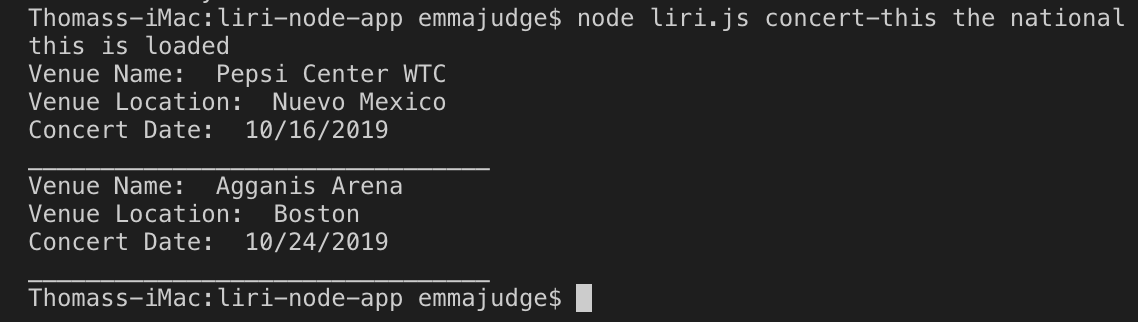 Thomass-iMac:liri-node-app emmajudge$ node liri.js concert-this the national
this is loaded
Venue Name:  Pepsi Center WTC
Venue Location:  Nuevo Mexico
Concert Date:  10/16/2019
________________________________
Venue Name:  Agganis Arena
Venue Location:  Boston
Concert Date:  10/24/2019
________________________________
Thomass-iMac:liri-node-app emmajudge$